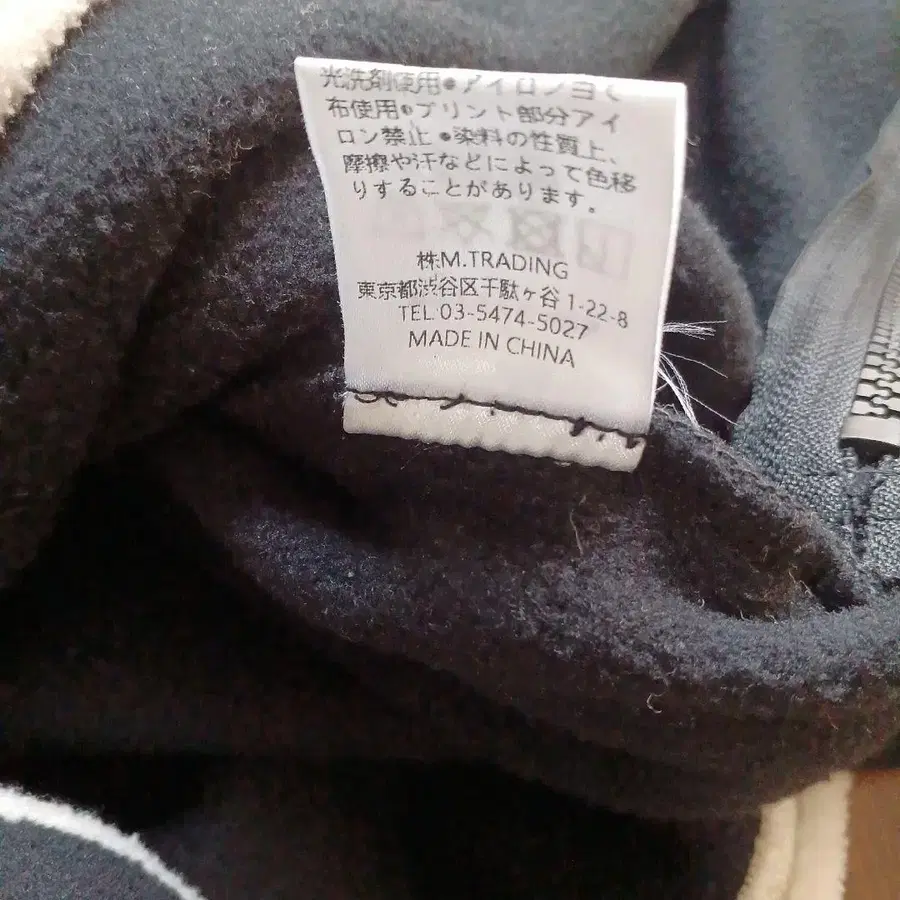 光洗剤使用●アイロンヨて
布使用●プリント部分アイ
ロン禁止●染料の性質上、
摩擦や汗などによって色移
りすることがあります。
株M.TRADING
東京都渋谷区千駄ヶ谷1-22-8
TEL 03-5474-5027
MADE IN CHINA